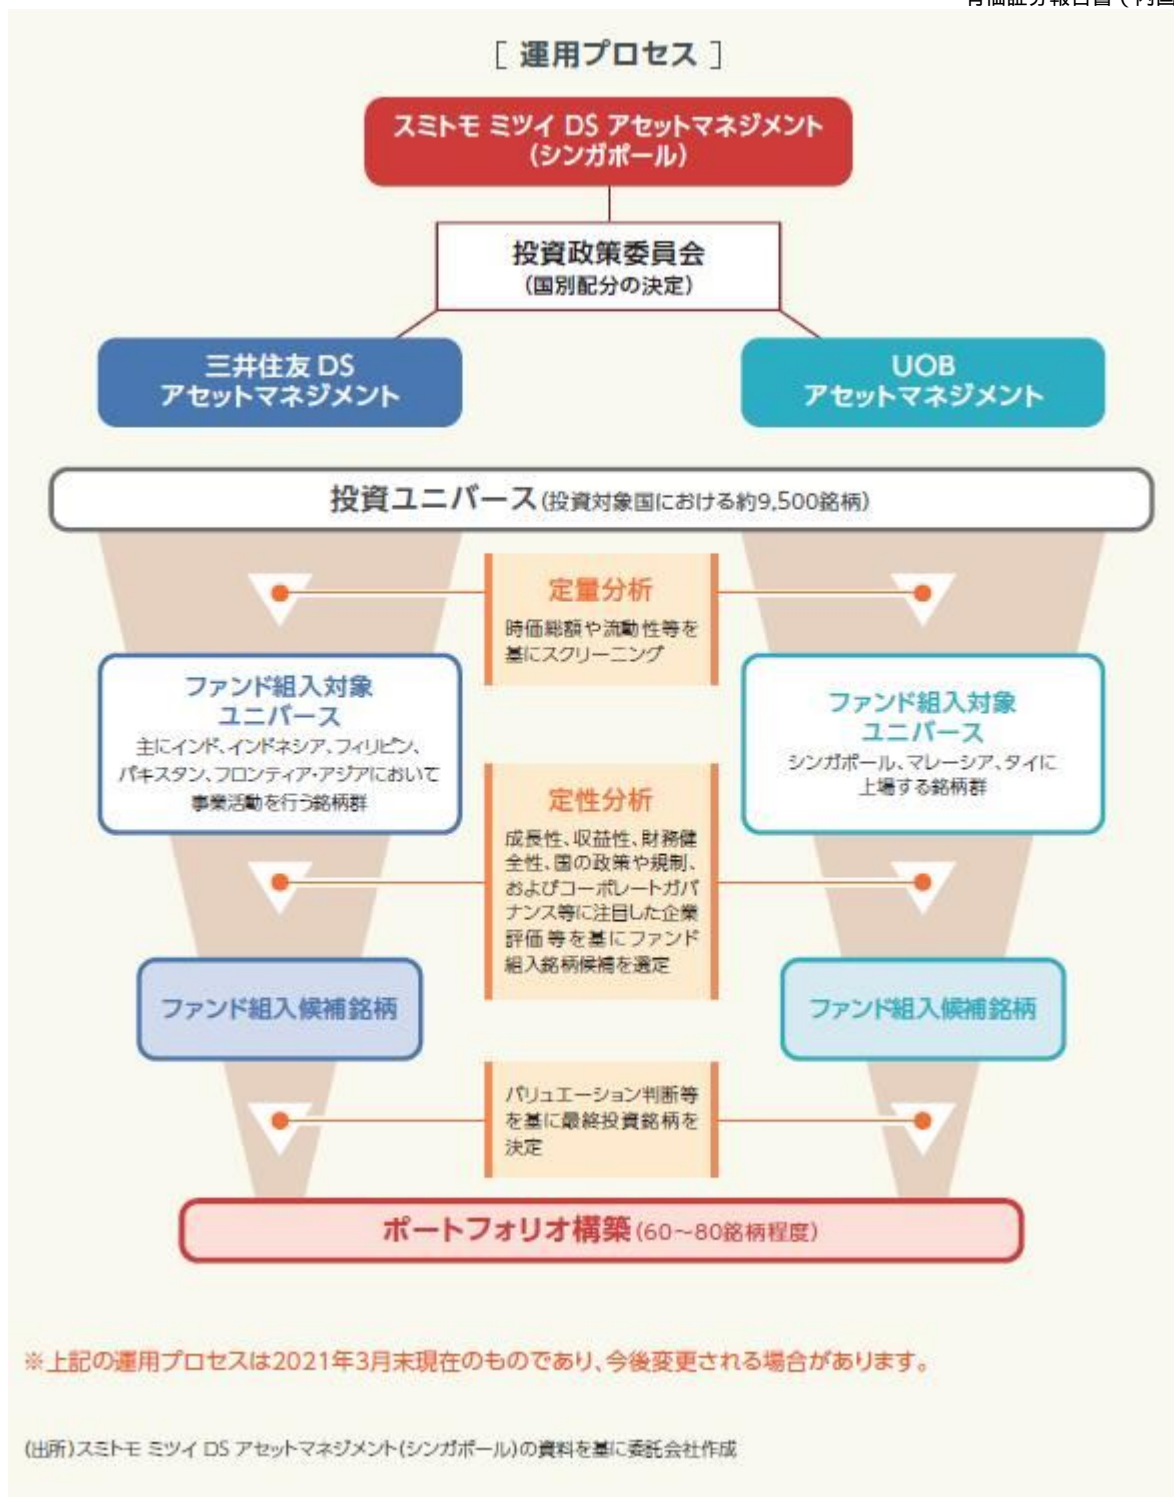 [ 運用プロセス ]
スミトモ ミツイ DS アセットマネジメント
(シンガポール)
投資政策委員会
(国別配分の決定)
三井住友 DS
アセットマネジメント
UOB
アセットマネジメント
投資ユニバース(投資対象国における約9,500銘柄)
定量分析
時価総額や流動性等を
基にスクリーニング
ファンド組入対象
ユニバース
主にインド、インドネシア、フィリピン、
パキスタン、フロンティア・アジアにおいて
事業活動を行う銘柄群
ファンド組入対象
ユニバース
シンガポール、マレーシア、タイに
上場する銘柄群
定性分析
成長性、収益性、財務健
全性、国の政策や規制、
およびコーポレートガバ
ナンス等に注目した企業
評価等を基にファンド
組入銘柄候補を選定
ファンド組入候補銘柄
ファンド組入候補銘柄
バリュエーション判断等
を基に最終投資銘柄を
決定
ポートフォリオ構築(60～80銘柄程度)
※上記の運用プロセスは2021年3月末現在のものであり、今後変更される場合があります。
(出所)スミトモ ミツイ DS アセットマネジメント(シンガポール)の資料を基に委託会社作成